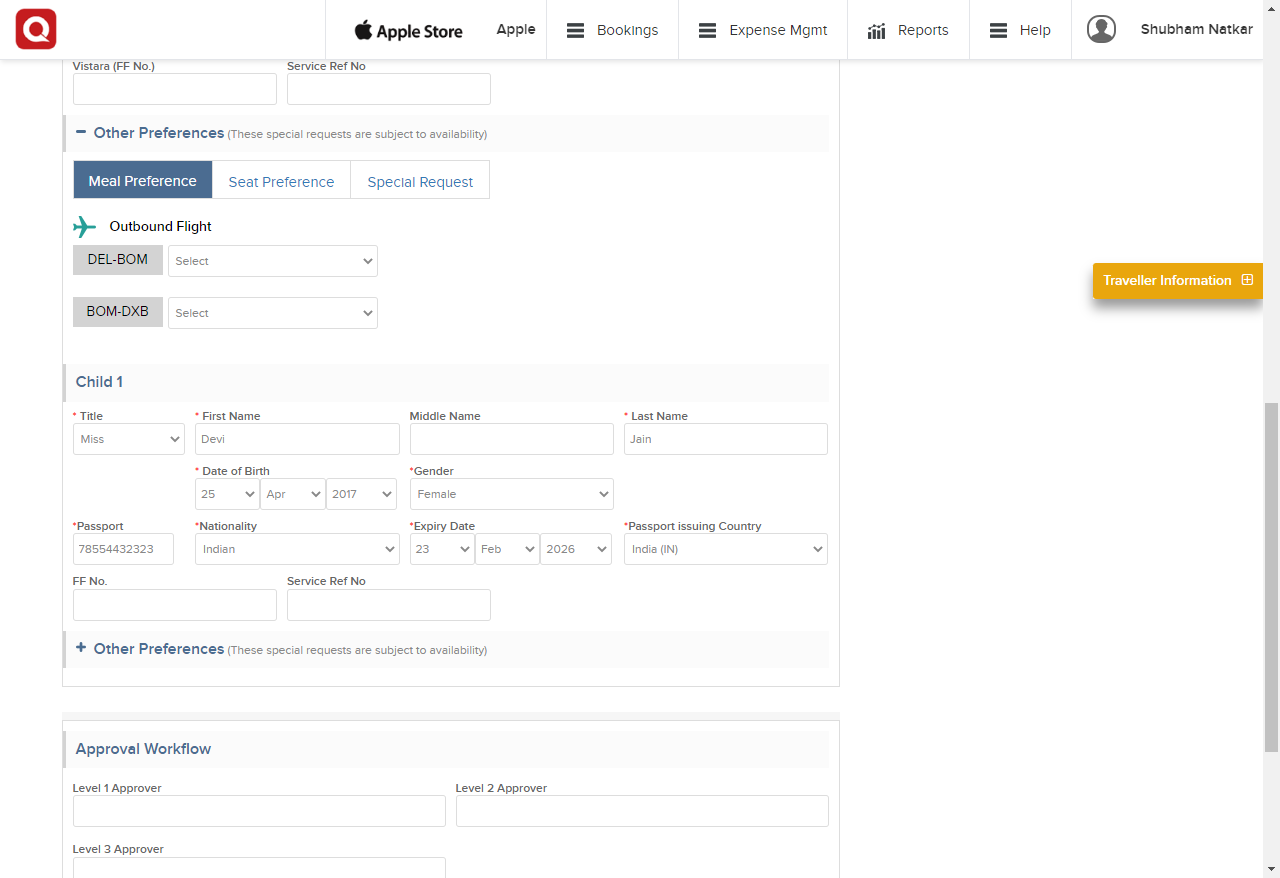 Apple Store
Apple
Bookings
Expense Mgmt
Reports
Help
Shubham Natkar
Vistara (FF No.)
Service Ref No
Other Preferences (These special requests are subject to availability)
Meal Preference
Seat Preference
Special Request
Outbound Flight
DEL-BOM
Select
Traveller Information
BOM-DXB
Select
Child 1
* Title
* First Name
Middle Name
* Last Name
Miss
Devi
Jain
* Date of Birth
*Gender
25
Apr
2017
Female
*Passport
*Nationality
*Expiry Date
*Passport issuing Country
78554432323
Indian
23
Feb
2026
India (IN)
FF No.
Service Ref No
+ Other Preferences (These special requests are subject to availability)
Approval Workflow
Level 1 Approver
Level 2 Approver
Level 3 Approver